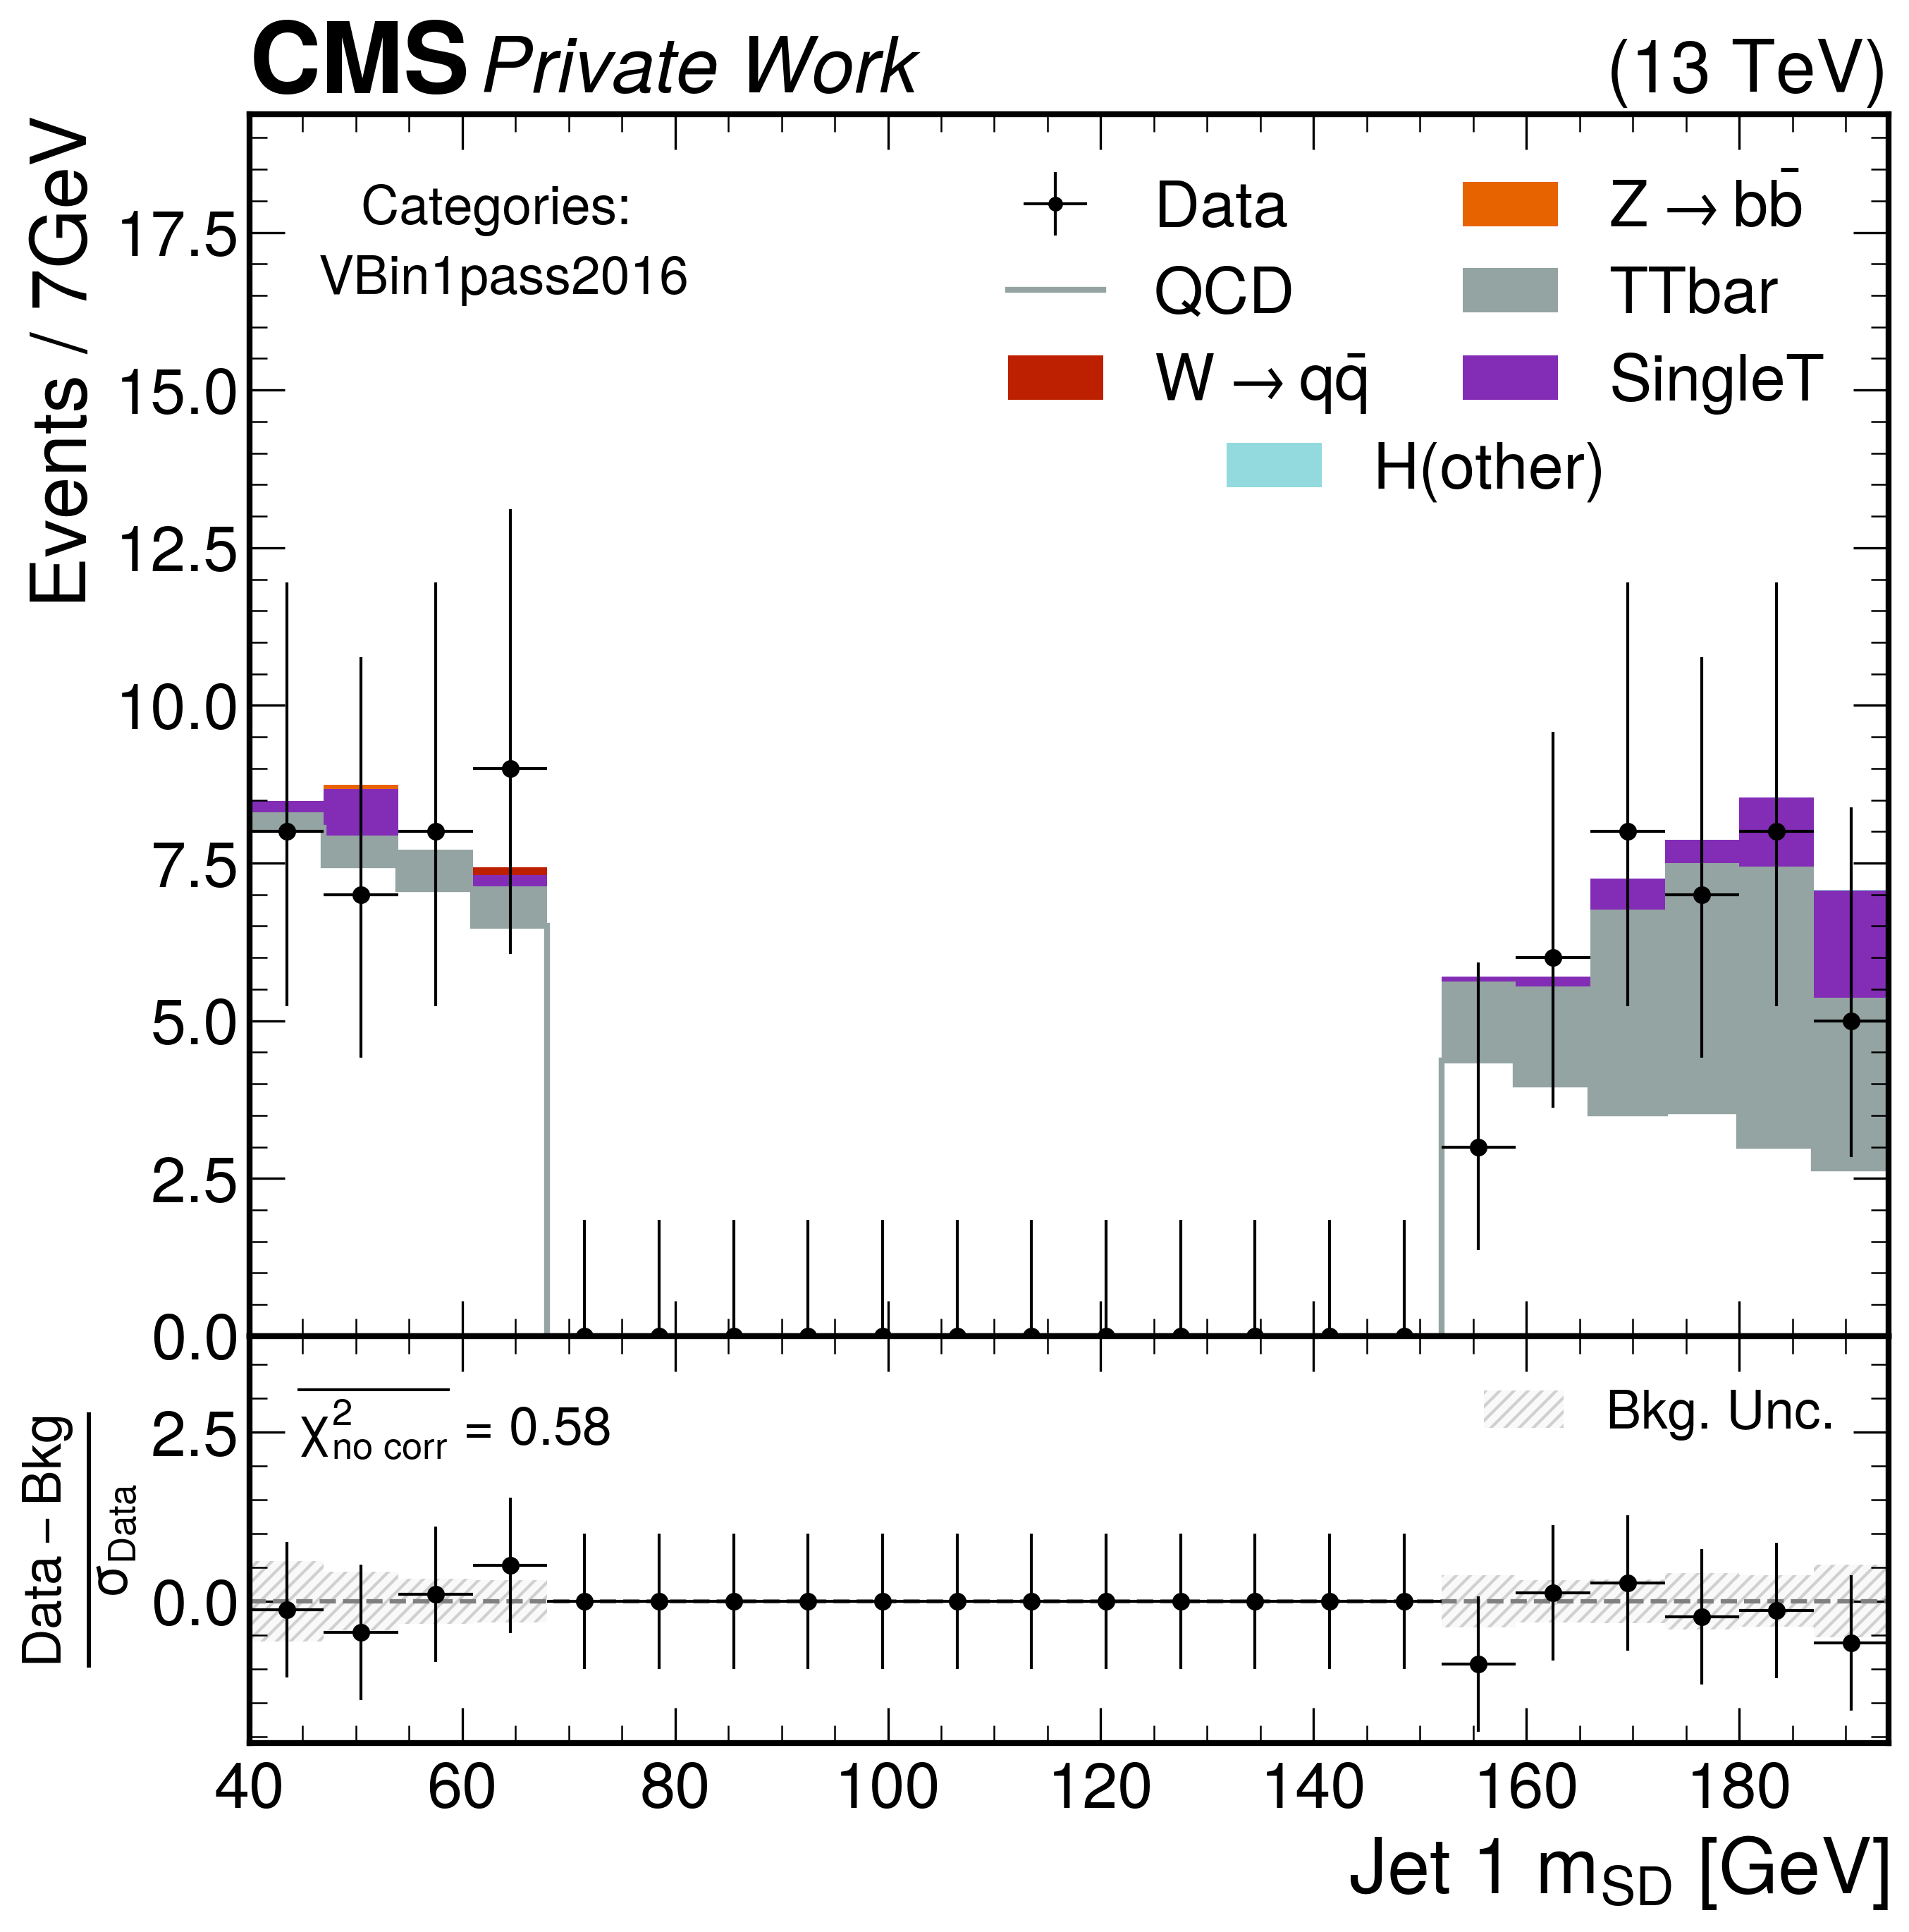 CMS Private Work (13 TeV)
Events / 7GeV
17.5
15.0
12.5
10.0
7.5
5.0
2.5
0.0
Categories:
VBin1pass2016
Data
QCD
W → qq̄
Z → bb̄
TTbar
SingleT
H(other)
Data − Bkg
σData
2.5
0.0
χ²no corr = 0.58
Bkg. Unc.
40 60 80 100 120 140 160 180
Jet 1 mSD [GeV]